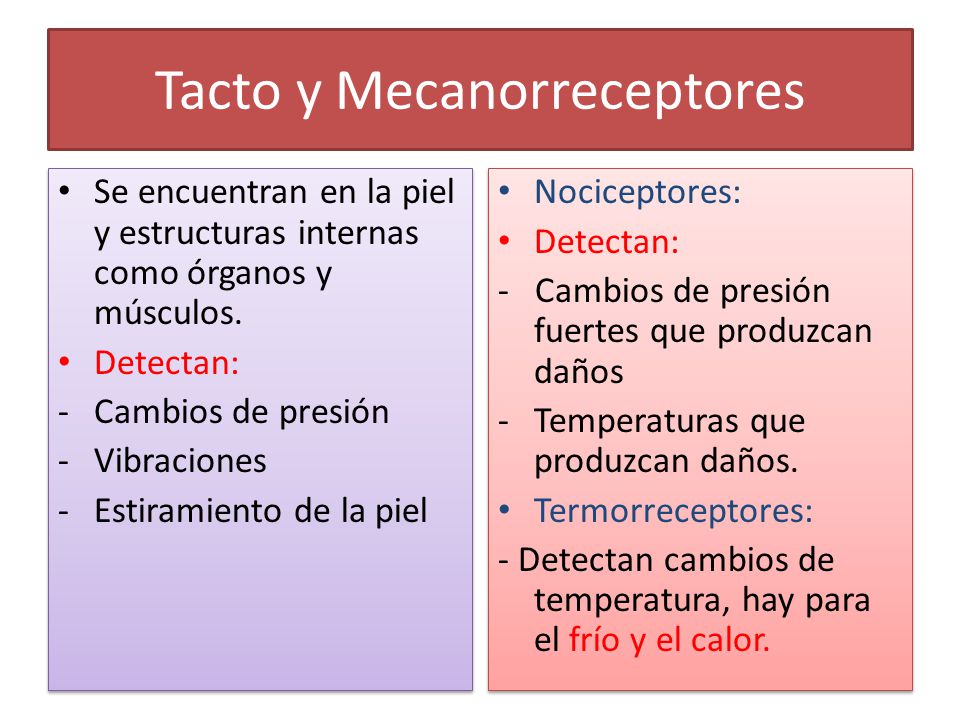 Tacto y Mecanorreceptores
• Se encuentran en la piel
y estructuras internas
como órganos y
músculos.
• Detectan:
- Cambios de presión
- Vibraciones
- Estiramiento de la piel
• Nociceptores:
• Detectan:
- Cambios de presión
fuertes que produzcan
daños
- Temperaturas que
produzcan daños.
• Termorreceptores:
- Detectan cambios de
temperatura, hay para
el frío y el calor.